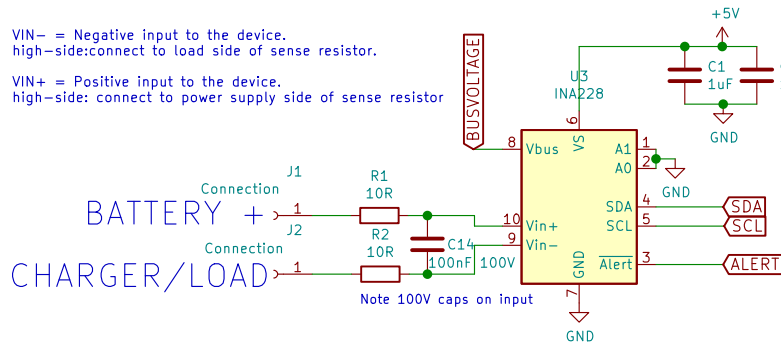 VIN- = Negative input to the device.
high-side:connect to load side of sense resistor.
VIN+ = Positive input to the device.
high-side: connect to power supply side of sense resistor
+5V
C1
1uF
GND
BUSVOLTAGE
U3
INA228
6
VS
8
Vbus
A1
1
A0
2
GND
J1
Connection
1
BATTERY +
R1
10R
10
Vin+
SDA
4
SDA
J2
Connection
1
CHARGER/LOAD
R2
10R
C14
100nF
100V
9
Vin-
SCL
5
SCL
Alert
3
ALERT
GND
7
GND
Note 100V caps on input